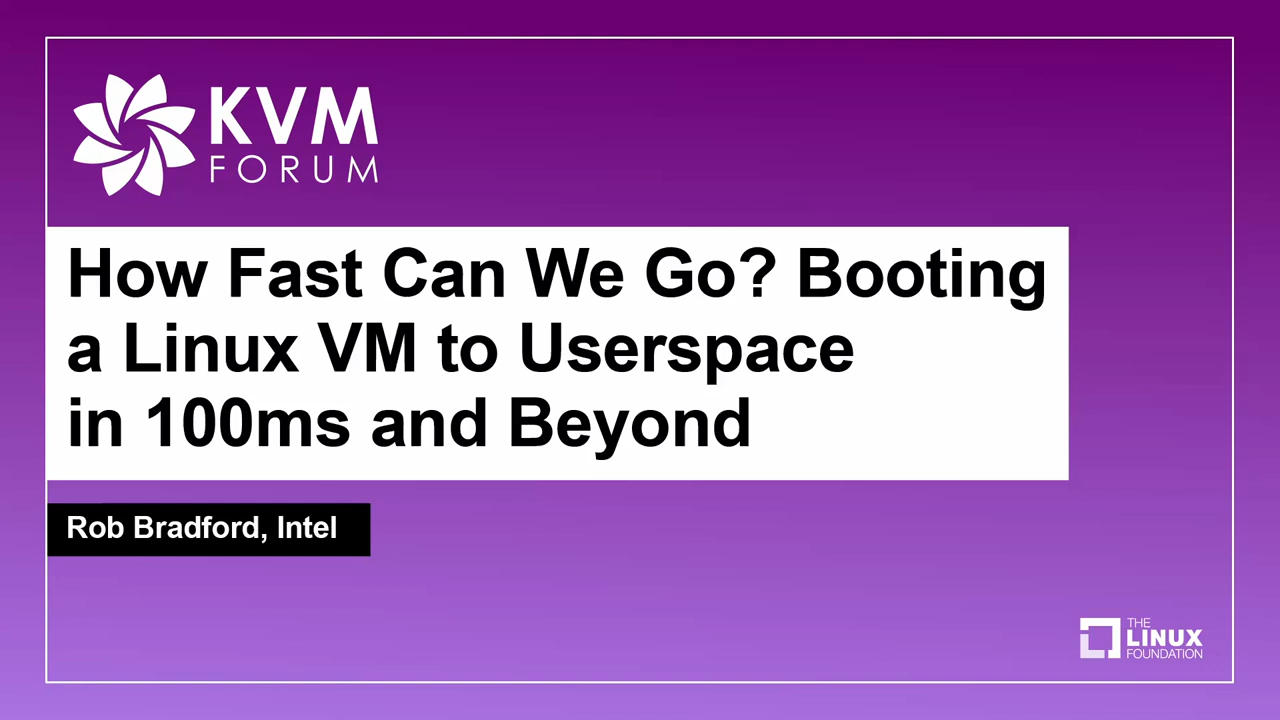 KVM
FORUM
How Fast Can We Go? Booting
a Linux VM to Userspace
in 100ms and Beyond
Rob Bradford, Intel
THE
LINUX
FOUNDATION